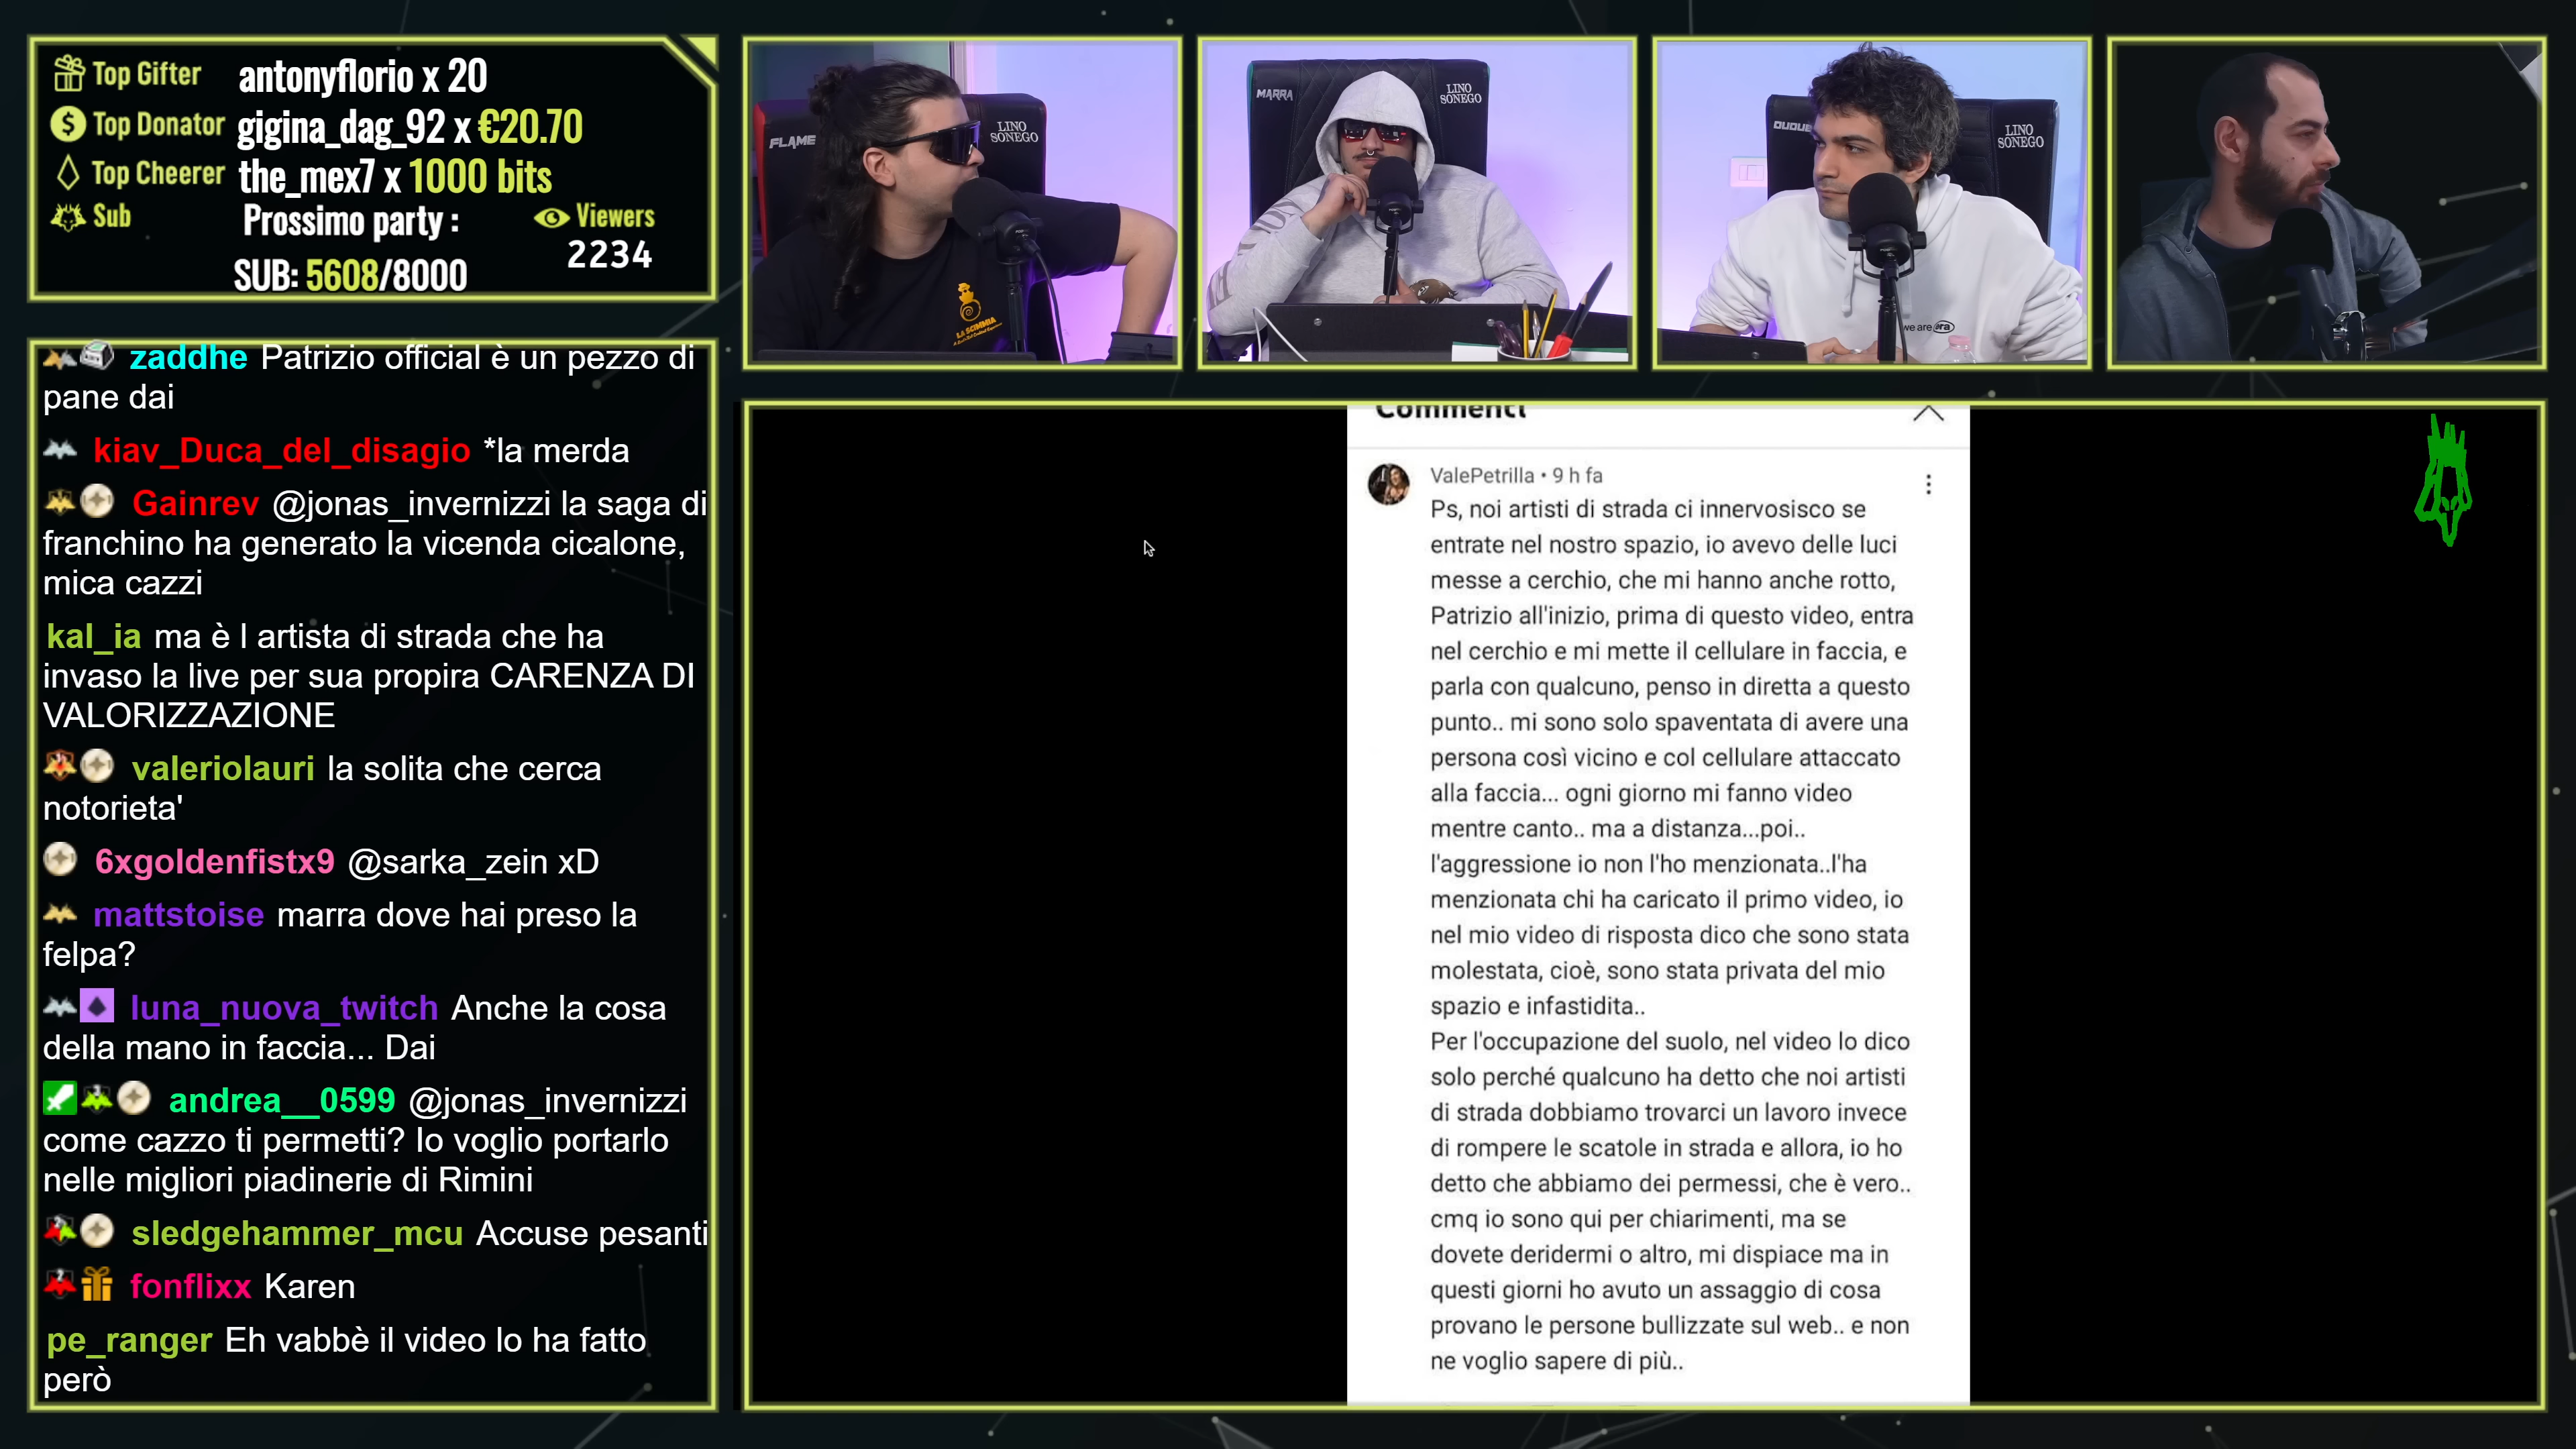 Top Gifter antonyflorio x 20
Top Donator gigina_dag_92 x €20.70
Top Cheerer the_mex7 x 1000 bits
Sub Prossimo party : Viewers
SUB: 5608/8000 2234
FLAME
LINO
SONEGO
LA SCIMMIA
MARRA
LINO
SONEGO
DUDU
LINO
SONEGO
we are era
zaddhe Patrizio official è un pezzo di
pane dai
kiav_Duca_del_disagio *la merda
Gainrev @jonas_invernizzi la saga di
franchino ha generato la vicenda cicalone,
mica cazzi
kal_ia ma è l artista di strada che ha
invaso la live per sua propira CARENZA DI
VALORIZZAZIONE
valeriolauri la solita che cerca
notorieta'
6xgoldenfistx9 @sarka_zein xD
mattstoise marra dove hai preso la
felpa?
luna_nuova_twitch Anche la cosa
della mano in faccia... Dai
andrea__0599 @jonas_invernizzi
come cazzo ti permetti? Io voglio portarlo
nelle migliori piadinerie di Rimini
sledgehammer_mcu Accuse pesanti
fonflixx Karen
pe_ranger Eh vabbè il video lo ha fatto
però
Commenti
ValePetrilla • 9 h fa
Ps, noi artisti di strada ci innervosisco se
entrate nel nostro spazio, io avevo delle luci
messe a cerchio, che mi hanno anche rotto,
Patrizio all'inizio, prima di questo video, entra
nel cerchio e mi mette il cellulare in faccia, e
parla con qualcuno, penso in diretta a questo
punto.. mi sono solo spaventata di avere una
persona così vicino e col cellulare attaccato
alla faccia... ogni giorno mi fanno video
mentre canto.. ma a distanza...poi..
l'aggressione io non l'ho menzionata..l'ha
menzionata chi ha caricato il primo video, io
nel mio video di risposta dico che sono stata
molestata, cioè, sono stata privata del mio
spazio e infastidita..
Per l'occupazione del suolo, nel video lo dico
solo perché qualcuno ha detto che noi artisti
di strada dobbiamo trovarci un lavoro invece
di rompere le scatole in strada e allora, io ho
detto che abbiamo dei permessi, che è vero..
cmq io sono qui per chiarimenti, ma se
dovete deridermi o altro, mi dispiace ma in
questi giorni ho avuto un assaggio di cosa
provano le persone bullizzate sul web.. e non
ne voglio sapere di più..